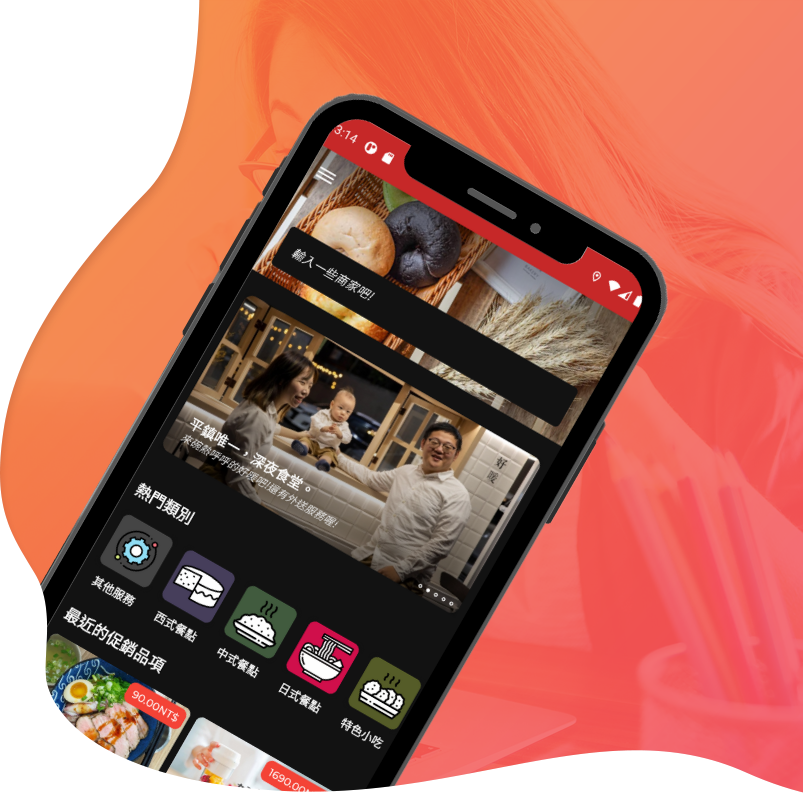 3:14
輸入一些商家吧!
好暖
平鎮唯一，深夜食堂。
來碗熱呼呼的好暖吧!還有外送服務喔!
熱門類別
其他服務
西式餐點
中式餐點
日式餐點
特色小吃
最近的促銷品項
90.00NT$